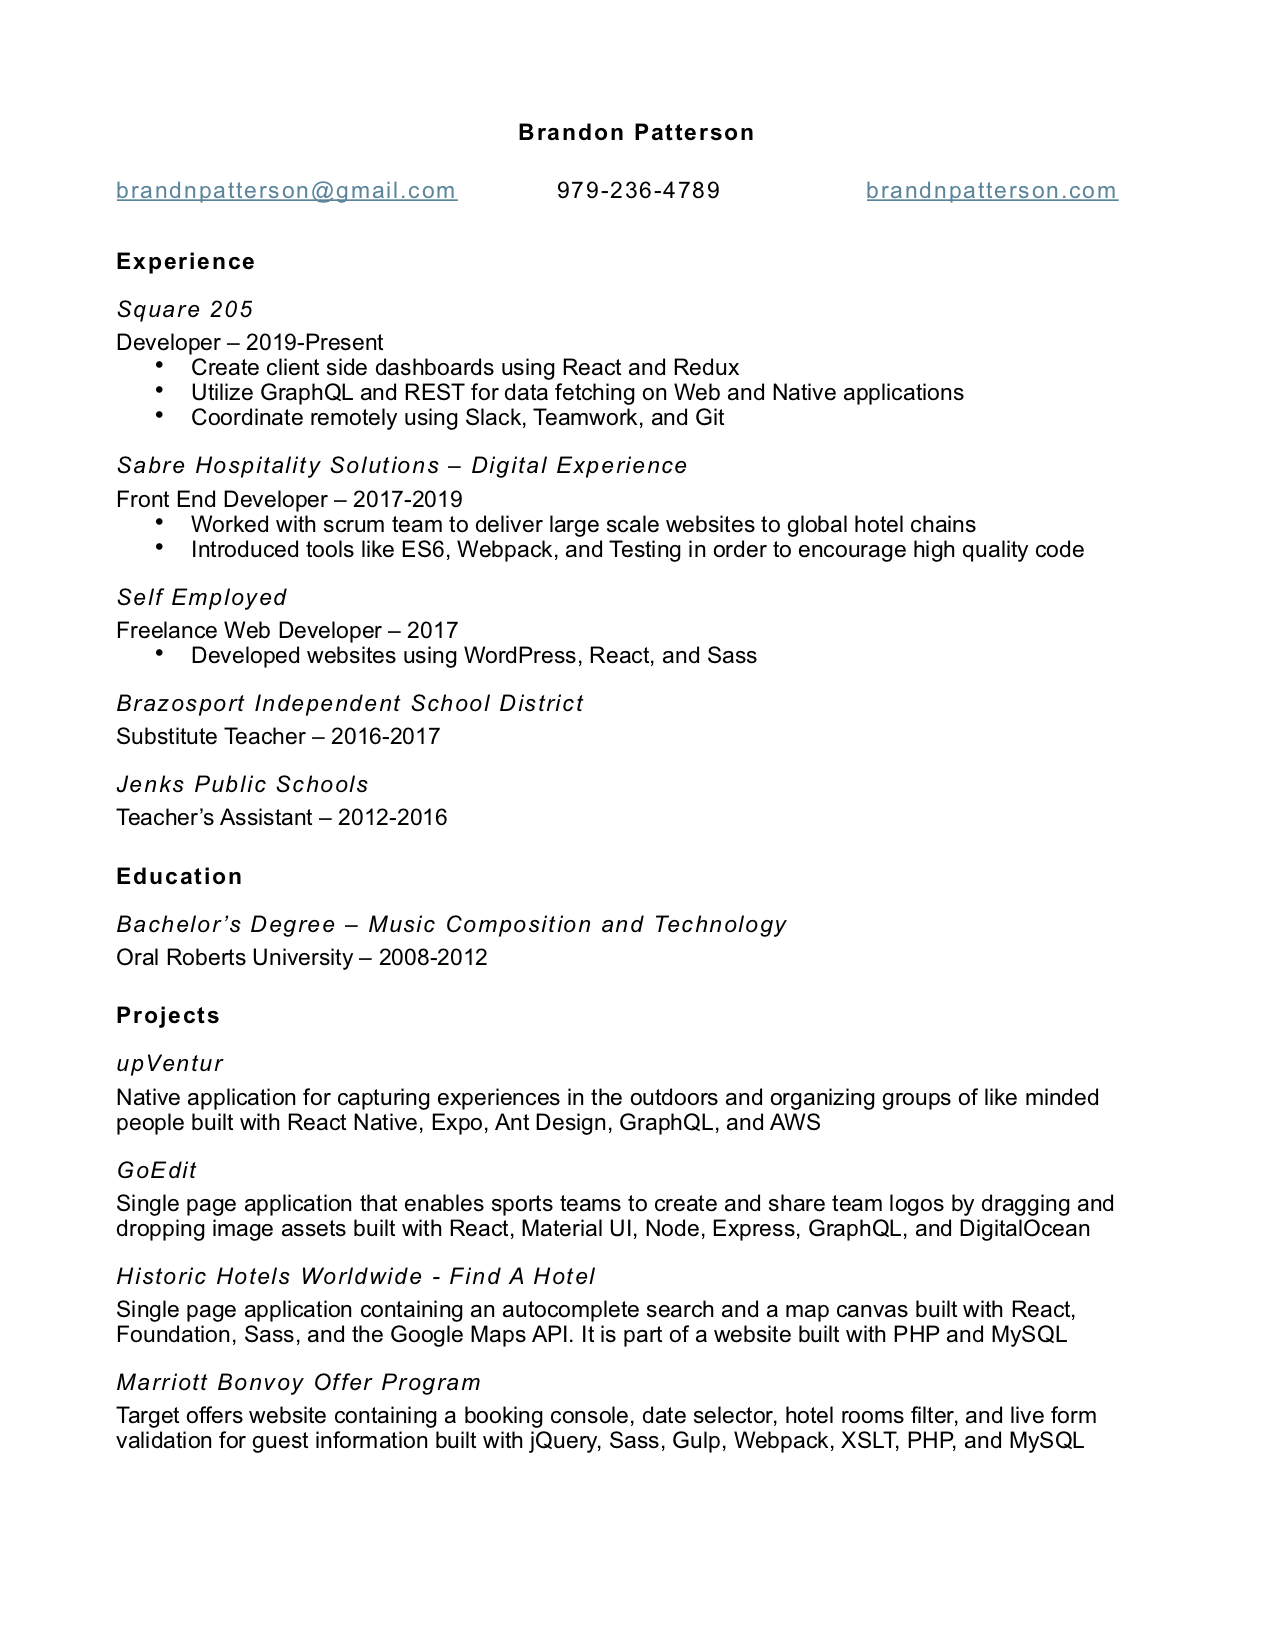 Brandon Patterson
brandnpatterson@gmail.com 979-236-4789 brandnpatterson.com
Experience
Square 205
Developer – 2019-Present
• Create client side dashboards using React and Redux
• Utilize GraphQL and REST for data fetching on Web and Native applications
• Coordinate remotely using Slack, Teamwork, and Git
Sabre Hospitality Solutions – Digital Experience
Front End Developer – 2017-2019
• Worked with scrum team to deliver large scale websites to global hotel chains
• Introduced tools like ES6, Webpack, and Testing in order to encourage high quality code
Self Employed
Freelance Web Developer – 2017
• Developed websites using WordPress, React, and Sass
Brazosport Independent School District
Substitute Teacher – 2016-2017
Jenks Public Schools
Teacher’s Assistant – 2012-2016
Education
Bachelor’s Degree – Music Composition and Technology
Oral Roberts University – 2008-2012
Projects
upVentur
Native application for capturing experiences in the outdoors and organizing groups of like minded
people built with React Native, Expo, Ant Design, GraphQL, and AWS
GoEdit
Single page application that enables sports teams to create and share team logos by dragging and
dropping image assets built with React, Material UI, Node, Express, GraphQL, and DigitalOcean
Historic Hotels Worldwide - Find A Hotel
Single page application containing an autocomplete search and a map canvas built with React,
Foundation, Sass, and the Google Maps API. It is part of a website built with PHP and MySQL
Marriott Bonvoy Offer Program
Target offers website containing a booking console, date selector, hotel rooms filter, and live form
validation for guest information built with jQuery, Sass, Gulp, Webpack, XSLT, PHP, and MySQL